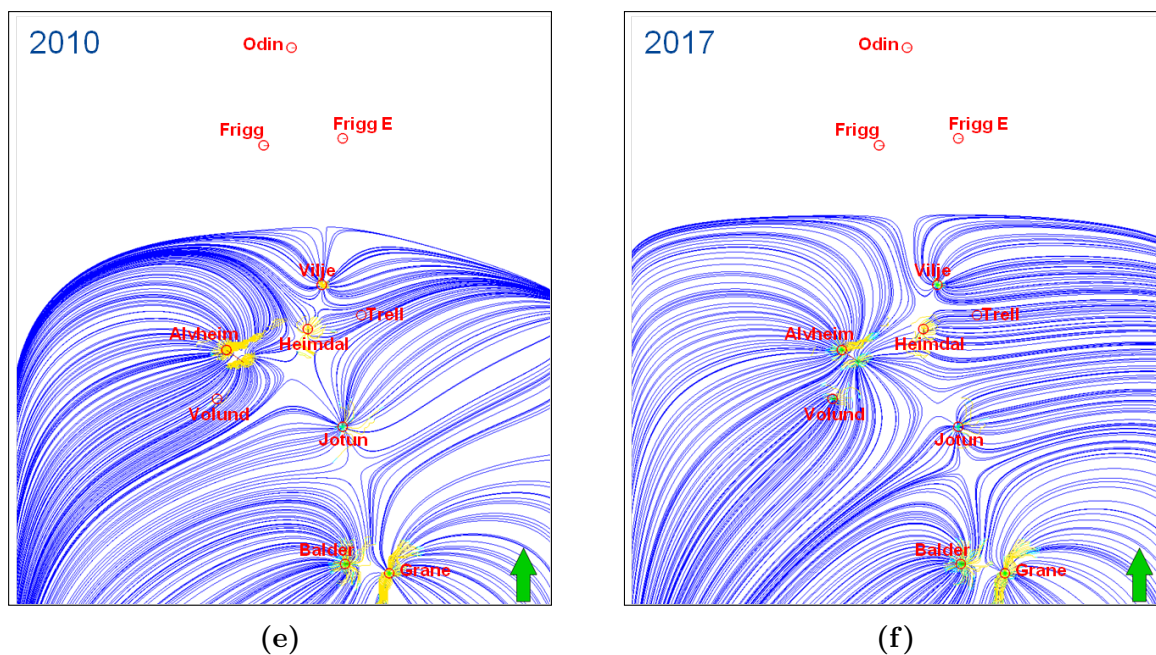 2010
Odin
Frigg
Frigg E
Vilje
Trell
Alvheim
Heimdal
Volund
Jotun
Balder
Grane
(e)
2017
Odin
Frigg
Frigg E
Vilje
Trell
Alvheim
Heimdal
Volund
Jotun
Balder
Grane
(f)